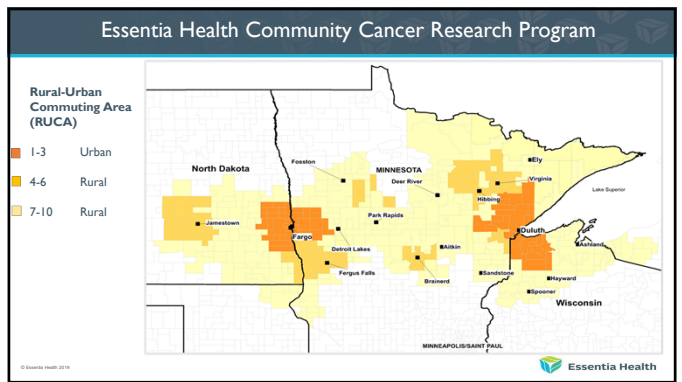 Essentia Health Community Cancer Research Program
Rural-Urban
Commuting Area
(RUCA)
1-3 Urban
4-6 Rural
7-10 Rural
North Dakota
Fosston
MINNESOTA
Deer River
Ely
Virginia
Hibbing
Lake Superior
Jamestown
Fargo
Park Rapids
Detroit Lakes
Duluth
Ashland
Aitkin
Fergus Falls
Brainerd
Sandstone
Hayward
Spooner
Wisconsin
MINNEAPOLIS/SAINT PAUL
© Essentia Health 2019
Essentia Health